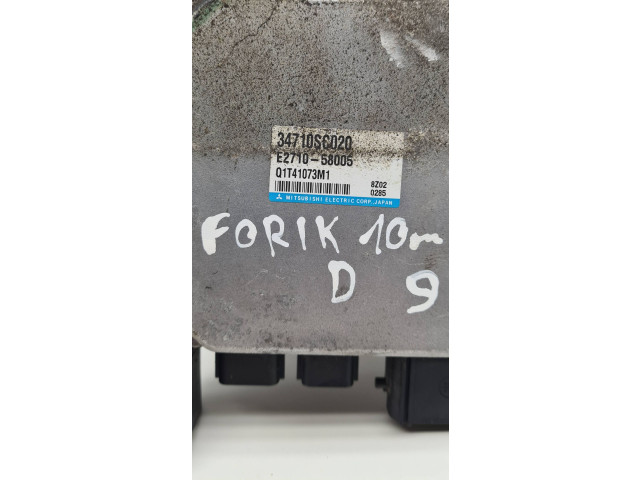 34710SC020
E2710-58005
Q1T41073M1
8Z02
0285
MITSUBISHI ELECTRIC CORP. JAPAN
FORIK 10m
D 9